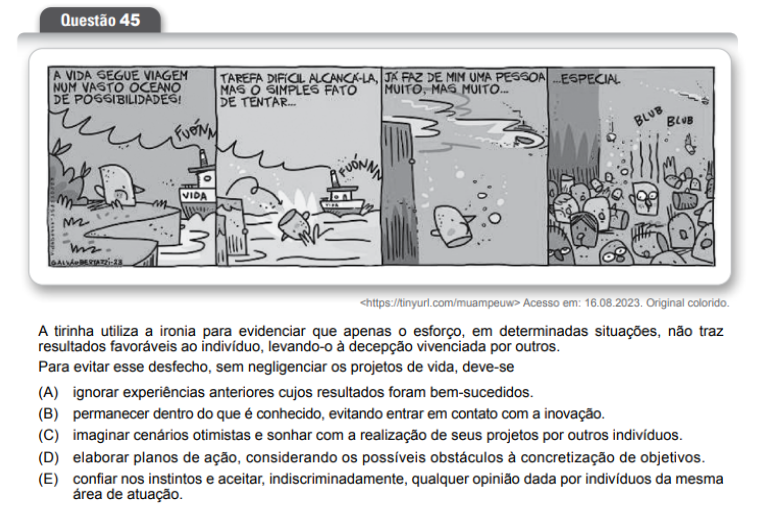 Questão 45
A VIDA SEGUE VIAGEM
NUM VASTO OCEANO
DE POSSIBILIDADES!
FUÓNN
VIDA
GALVÃO BERTAZZI-23
TAREFA DIFÍCIL ALCANÇÁ-LA,
MAS O SIMPLES FATO
DE TENTAR...
FUÓNNN
VIDA
JÁ FAZ DE MIM UMA PESSOA
MUITO, MAS MUITO...
...ESPECIAL
BLUB
BLUB
<https://tinyurl.com/muampeuw> Acesso em: 16.08.2023. Original colorido.
A tirinha utiliza a ironia para evidenciar que apenas o esforço, em determinadas situações, não traz
resultados favoráveis ao indivíduo, levando-o à decepção vivenciada por outros.
Para evitar esse desfecho, sem negligenciar os projetos de vida, deve-se
(A) ignorar experiências anteriores cujos resultados foram bem-sucedidos.
(B) permanecer dentro do que é conhecido, evitando entrar em contato com a inovação.
(C) imaginar cenários otimistas e sonhar com a realização de seus projetos por outros indivíduos.
(D) elaborar planos de ação, considerando os possíveis obstáculos à concretização de objetivos.
(E) confiar nos instintos e aceitar, indiscriminadamente, qualquer opinião dada por indivíduos da mesma
área de atuação.